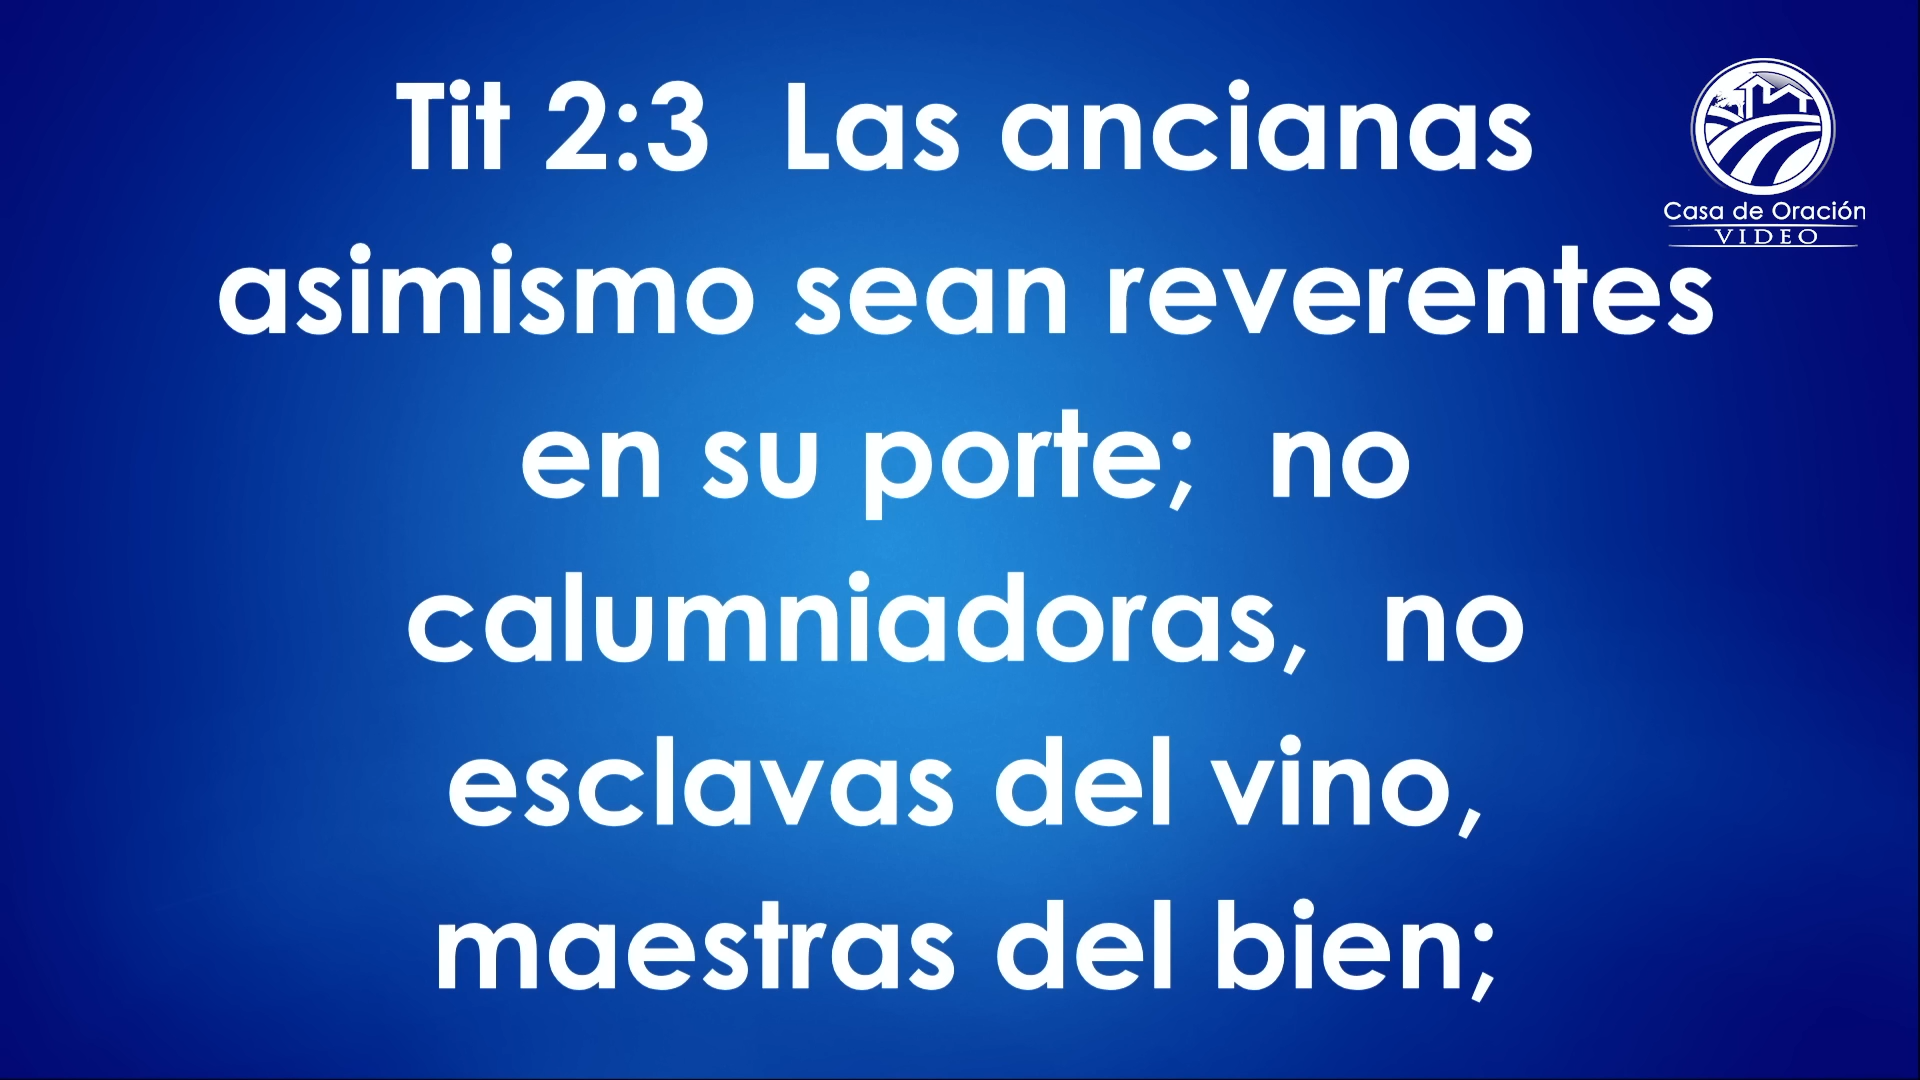 Tit 2:3  Las ancianas
asimismo sean reverentes
en su porte;  no
calumniadoras,  no
esclavas del vino,
maestras del bien;
Casa de Oración
VIDEO